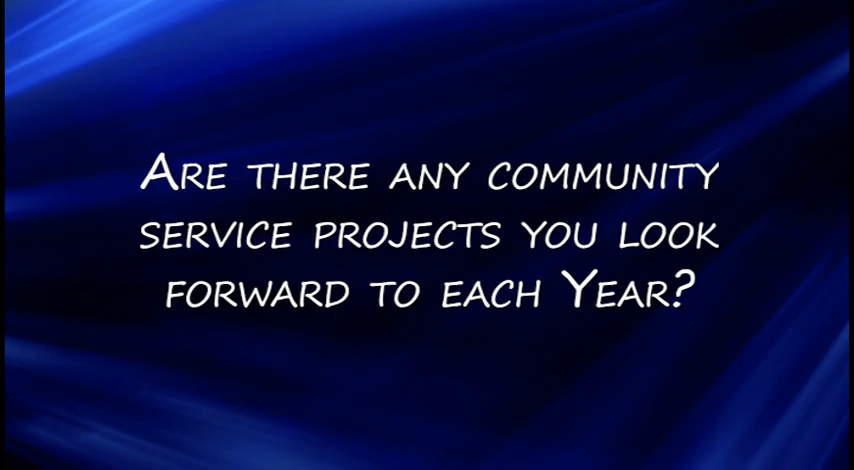 Are there any community
service projects you look
forward to each Year?